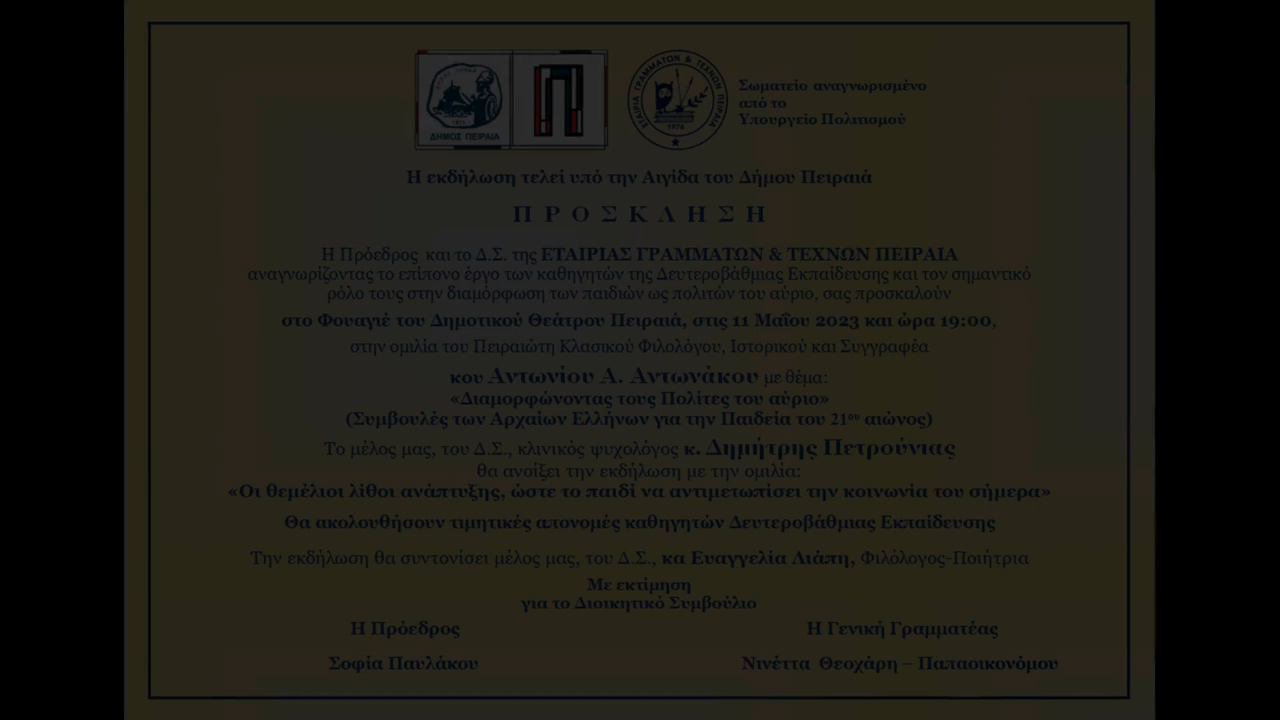 ΔΗΜΟΣ ΠΕΙΡΑΙΑ
ΕΤΑΙΡΙΑ ΓΡΑΜΜΑΤΩΝ & ΤΕΧΝΩΝ ΠΕΙΡΑΙΑ
1974
Σωματείο αναγνωρισμένο
από το
Υπουργείο Πολιτισμού
Η εκδήλωση τελεί υπό την Αιγίδα του Δήμου Πειραιά
Π Ρ Ο Σ Κ Λ Η Σ Η
Η Πρόεδρος και το Δ.Σ. της ΕΤΑΙΡΙΑΣ ΓΡΑΜΜΑΤΩΝ & ΤΕΧΝΩΝ ΠΕΙΡΑΙΑ
αναγνωρίζοντας το επίπονο έργο των καθηγητών της Δευτεροβάθμιας Εκπαίδευσης και τον σημαντικό
ρόλο τους στην διαμόρφωση των παιδιών ως πολιτών του αύριο, σας προσκαλούν
στο Φουαγιέ του Δημοτικού Θεάτρου Πειραιά, στις 11 Μαΐου 2023 και ώρα 19:00,
στην ομιλία του Πειραιώτη Κλασικού Φιλολόγου, Ιστορικού και Συγγραφέα
κου Αντωνίου Α. Αντωνάκου με θέμα:
«Διαμορφώνοντας τους Πολίτες του αύριο»
(Συμβουλές των Αρχαίων Ελλήνων για την Παιδεία του 21ου αιώνος)
Το μέλος μας, του Δ.Σ., κλινικός ψυχολόγος κ. Δημήτρης Πετρούνιας
θα ανοίξει την εκδήλωση με την ομιλία:
«Οι θεμέλιοι λίθοι ανάπτυξης, ώστε το παιδί να αντιμετωπίσει την κοινωνία του σήμερα»
Θα ακολουθήσουν τιμητικές απονομές καθηγητών Δευτεροβάθμιας Εκπαίδευσης
Την εκδήλωση θα συντονίσει μέλος μας, του Δ.Σ., κα Ευαγγελία Λιάπη, Φιλόλογος-Ποιήτρια
Με εκτίμηση
για το Διοικητικό Συμβούλιο
Η Πρόεδρος
Η Γενική Γραμματέας
Σοφία Παυλάκου
Νινέττα Θεοχάρη – Παπαοικονόμου